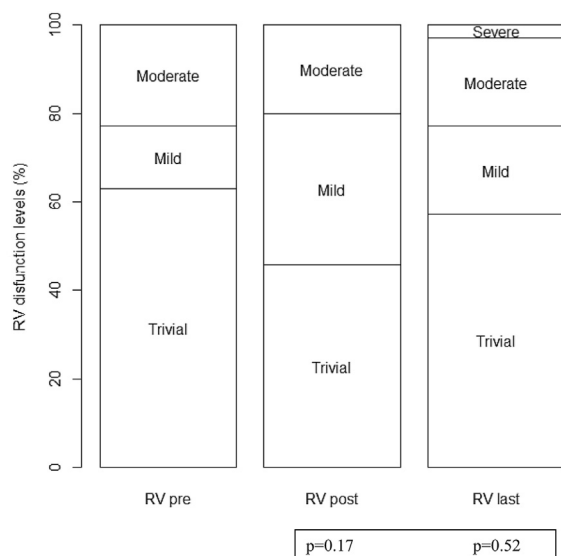 RV disfunction levels (%)
100
80
60
40
20
0
Moderate
Mild
Trivial
RV pre
Moderate
Mild
Trivial
RV post
Severe
Moderate
Mild
Trivial
RV last
p=0.17 p=0.52